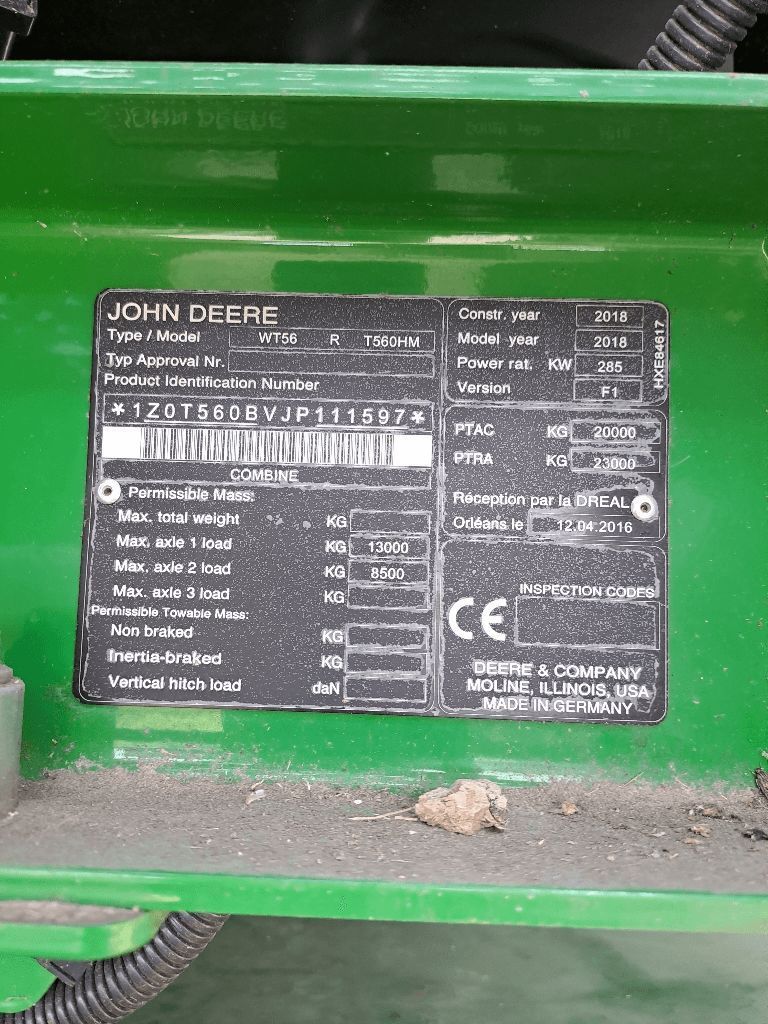 JOHN DEERE
Type / Model WT56 R T560HM
Typ Approval Nr.
Product Identification Number
*1Z0T560BVJP111597*
COMBINE
Permissible Mass:
Max. total weight KG
Max. axle 1 load KG 13000
Max. axle 2 load KG 8500
Max. axle 3 load KG
Permissible Towable Mass:
Non braked KG
Inertia-braked KG
Vertical hitch load daN
Constr. year 2018
Model year 2018
Power rat. KW 285
Version F1
HXE84617
PTAC KG 20000
PTRA KG 23000
Réception par la DREAL
Orléans le 12.04.2016
INSPECTION CODES
CE
DEERE & COMPANY
MOLINE, ILLINOIS, USA
MADE IN GERMANY